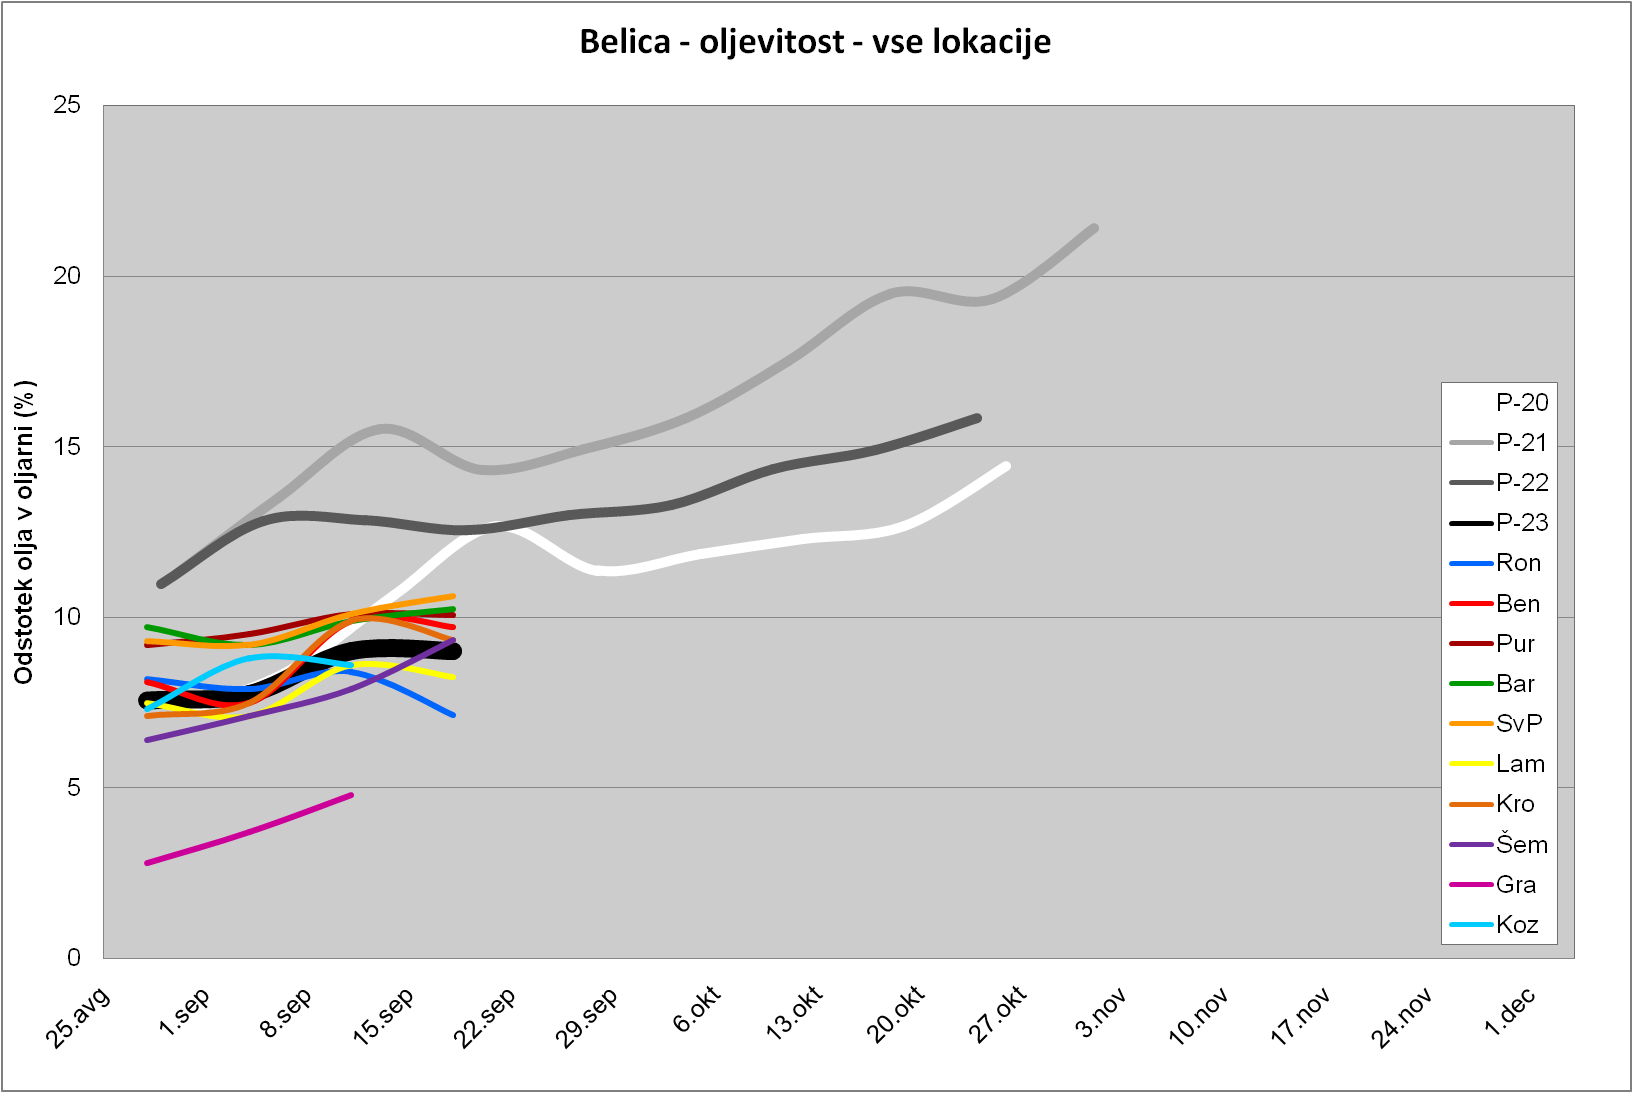 Belica - oljevitost - vse lokacije
Odstotek olja v oljarni (%)
25
20
15
10
5
0
25.avg
1.sep
8.sep
15.sep
22.sep
29.sep
6.okt
13.okt
20.okt
27.okt
3.nov
10.nov
17.nov
24.nov
1.dec
P-20
P-21
P-22
P-23
Ron
Ben
Pur
Bar
SvP
Lam
Kro
Šem
Gra
Koz